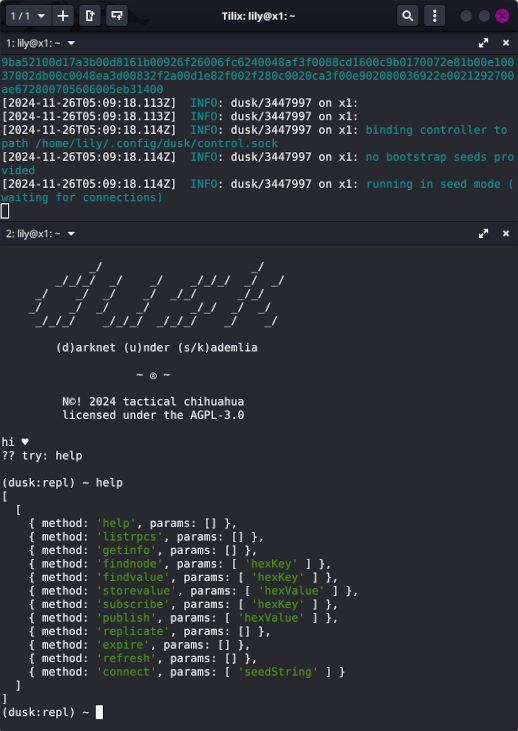 1 / 1
Tilix: lily@x1: ~
1: lily@x1: ~
9ba52100d17a3b00d8161b00926f26006fc6240048af3f0088cd1600c9b0170072e81b00e100
37002db00c0048ea3d00832f2a00d1e82f002f280c0020ca3f00e902080036922e0021292700
ae672800705606005eb31400
[2024-11-26T05:09:18.113Z]  INFO: dusk/3447997 on x1:
[2024-11-26T05:09:18.113Z]  INFO: dusk/3447997 on x1:
[2024-11-26T05:09:18.114Z]  INFO: dusk/3447997 on x1: binding controller to
path /home/lily/.config/dusk/control.sock
[2024-11-26T05:09:18.114Z]  INFO: dusk/3447997 on x1: no bootstrap seeds pro
vided
[2024-11-26T05:09:18.114Z]  INFO: dusk/3447997 on x1: running in seed mode (
waiting for connections)
2: lily@x1: ~
dusk
(d)arknet (u)nder (s/k)ademlia
~ ~
N©! 2024 tactical chihuahua
licensed under the AGPL-3.0
hi ♥
?? try: help
(dusk:repl) ~ help
[
[
{ method: 'help', params: [] },
{ method: 'listrpcs', params: [] },
{ method: 'getinfo', params: [] },
{ method: 'findnode', params: [ 'hexKey' ] },
{ method: 'findvalue', params: [ 'hexKey' ] },
{ method: 'storevalue', params: [ 'hexValue' ] },
{ method: 'subscribe', params: [ 'hexKey' ] },
{ method: 'publish', params: [ 'hexValue' ] },
{ method: 'replicate', params: [] },
{ method: 'expire', params: [] },
{ method: 'refresh', params: [] },
{ method: 'connect', params: [ 'seedString' ] }
]
]
(dusk:repl) ~